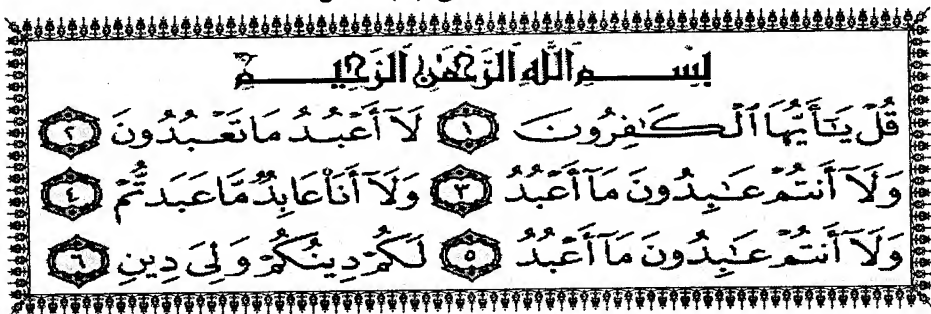 بِسْمِ اللَّهِ الرَّحْمَٰنِ الرَّحِيمِ
قُلْ يَـٰٓأَيُّهَا ٱلْكَـٰفِرُونَ ١ لَآ أَعْبُدُ مَا تَعْبُدُونَ ٢
وَلَآ أَنتُمْ عَـٰبِدُونَ مَآ أَعْبُدُ ٣ وَلَآ أَنَا۠ عَابِدٌ مَّا عَبَدتُّمْ ٤
وَلَآ أَنتُمْ عَـٰبِدُونَ مَآ أَعْبُدُ ٥ لَكُمْ دِينُكُمْ وَلِىَ دِينِ ٦